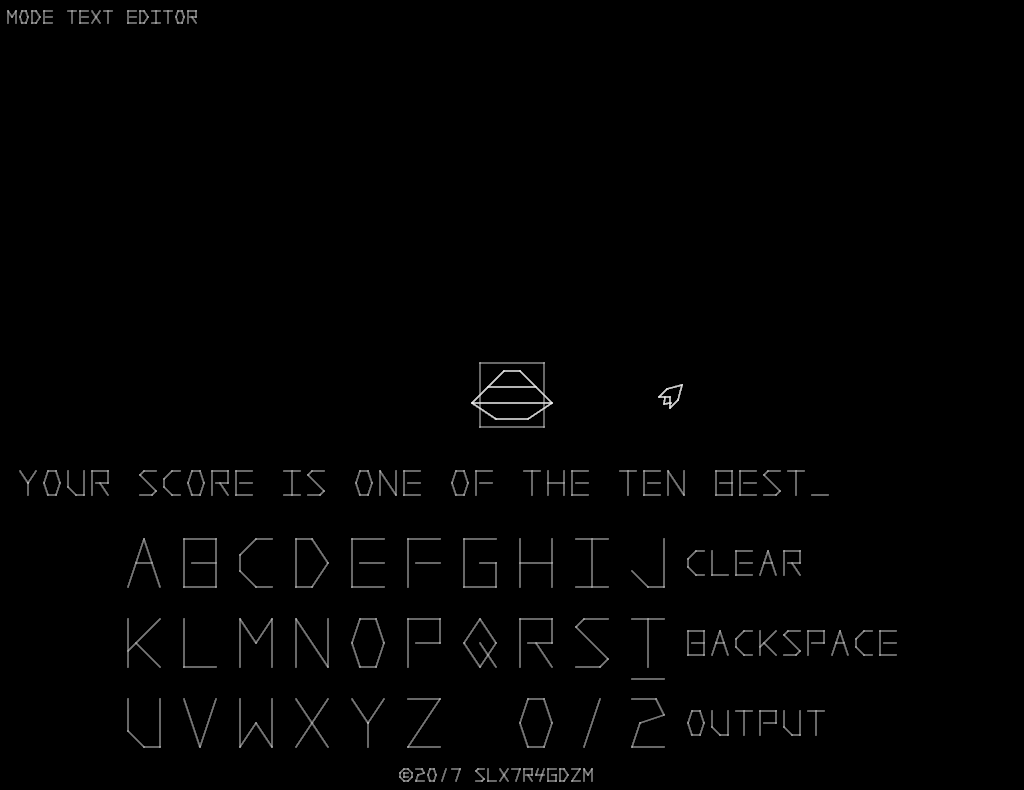 MODE TEXT EDITOR
YOUR SCORE IS ONE OF THE TEN BEST_
ABCDEFGHIJ CLEAR
KLMNOPQRST BACKSPACE
UVWXYZ 0/2 OUTPUT
©20/7 SLX7R4GDZM